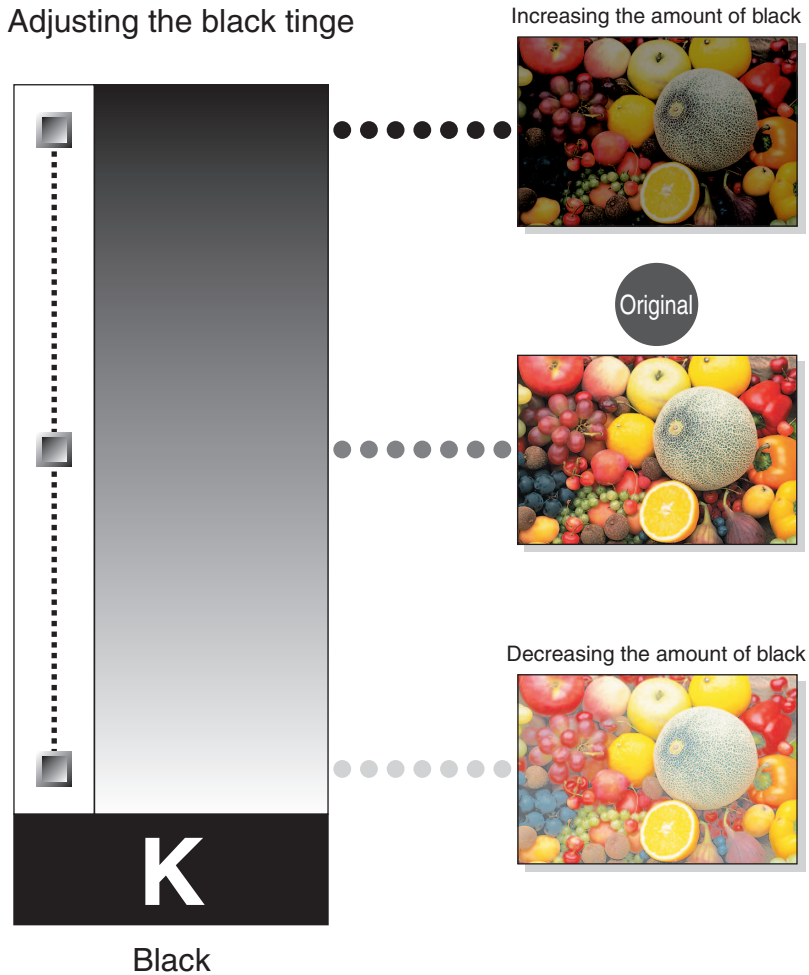 Adjusting the black tinge
Increasing the amount of black
Original
Decreasing the amount of black
K
Black